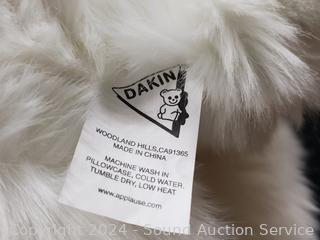 DAKIN
WOODLAND HILLS,CA91365
MADE IN CHINA
MACHINE WASH IN
PILLOWCASE, COLD WATER.
TUMBLE DRY, LOW HEAT.
www.applause.com
Copyright 2024 - Sound Auction Service